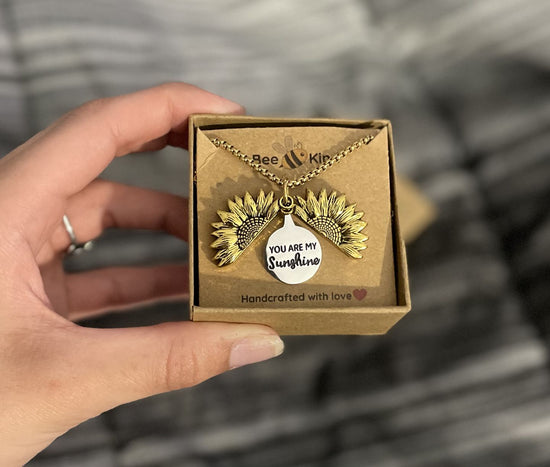 Bee Kin
YOU ARE MY
Sunshine
Handcrafted with love